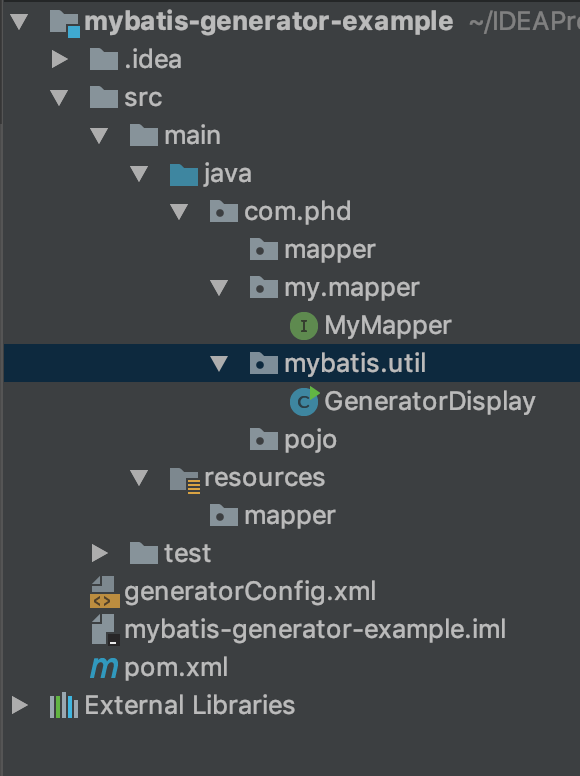 mybatis-generator-example ~/IDEAPro
.idea
src
main
java
com.phd
mapper
my.mapper
I MyMapper
mybatis.util
C GeneratorDisplay
pojo
resources
mapper
test
<> generatorConfig.xml
mybatis-generator-example.iml
m pom.xml
External Libraries